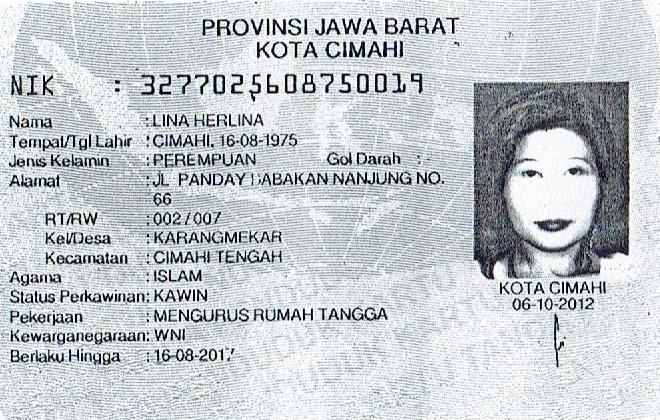 PROVINSI JAWA BARAT
KOTA CIMAHI
NIK : 3277025608750019
Nama : LINA HERLINA
Tempat/Tgl Lahir : CIMAHI, 16-08-1975
Jenis Kelamin : PEREMPUAN Gol Darah : -
Alamat : JL PANDAY BABAKAN NANJUNG NO.
66
RT/RW : 002/007
Kel/Desa : KARANGMEKAR
Kecamatan : CIMAHI TENGAH
Agama : ISLAM
Status Perkawinan : KAWIN
Pekerjaan : MENGURUS RUMAH TANGGA
Kewarganegaraan : WNI
Berlaku Hingga : 16-08-2017
KOTA CIMAHI
06-10-2012